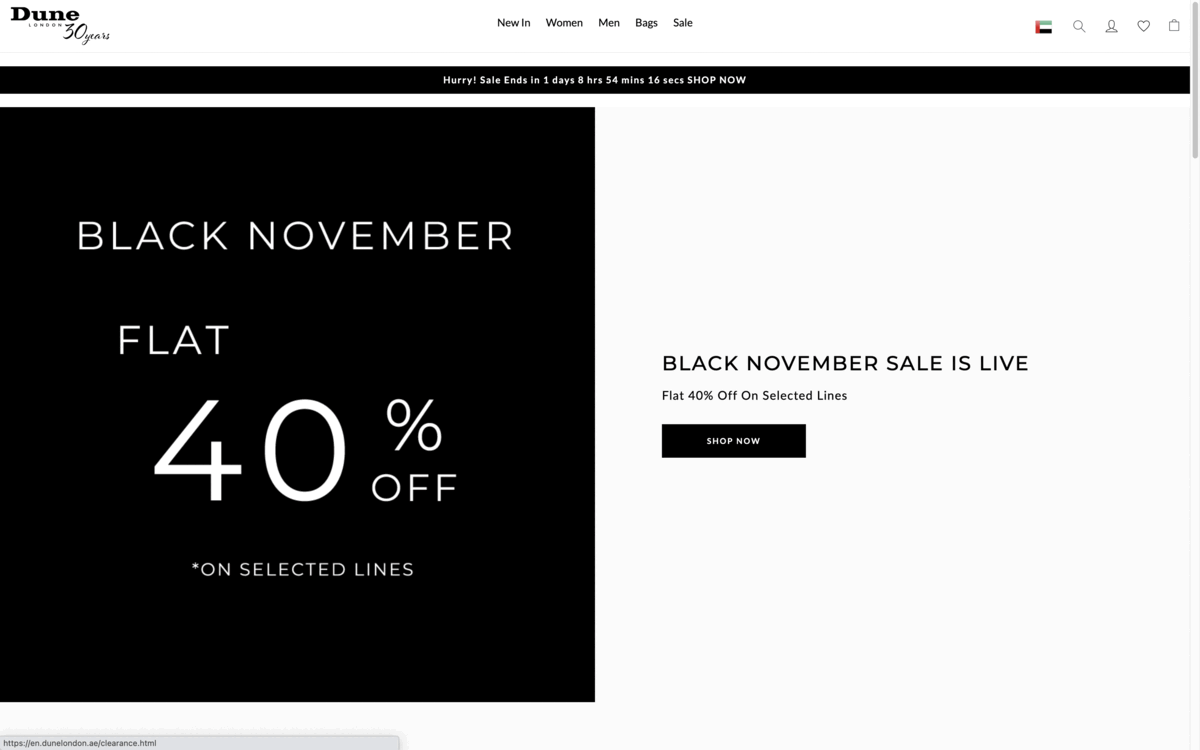 Dune
LONDON
30years
New In
Women
Men
Bags
Sale
Hurry! Sale Ends in 1 days 8 hrs 54 mins 16 secs SHOP NOW
BLACK NOVEMBER
FLAT
40%
OFF
*ON SELECTED LINES
BLACK NOVEMBER SALE IS LIVE
Flat 40% Off On Selected Lines
SHOP NOW
https://en.dunelondon.ae/clearance.html